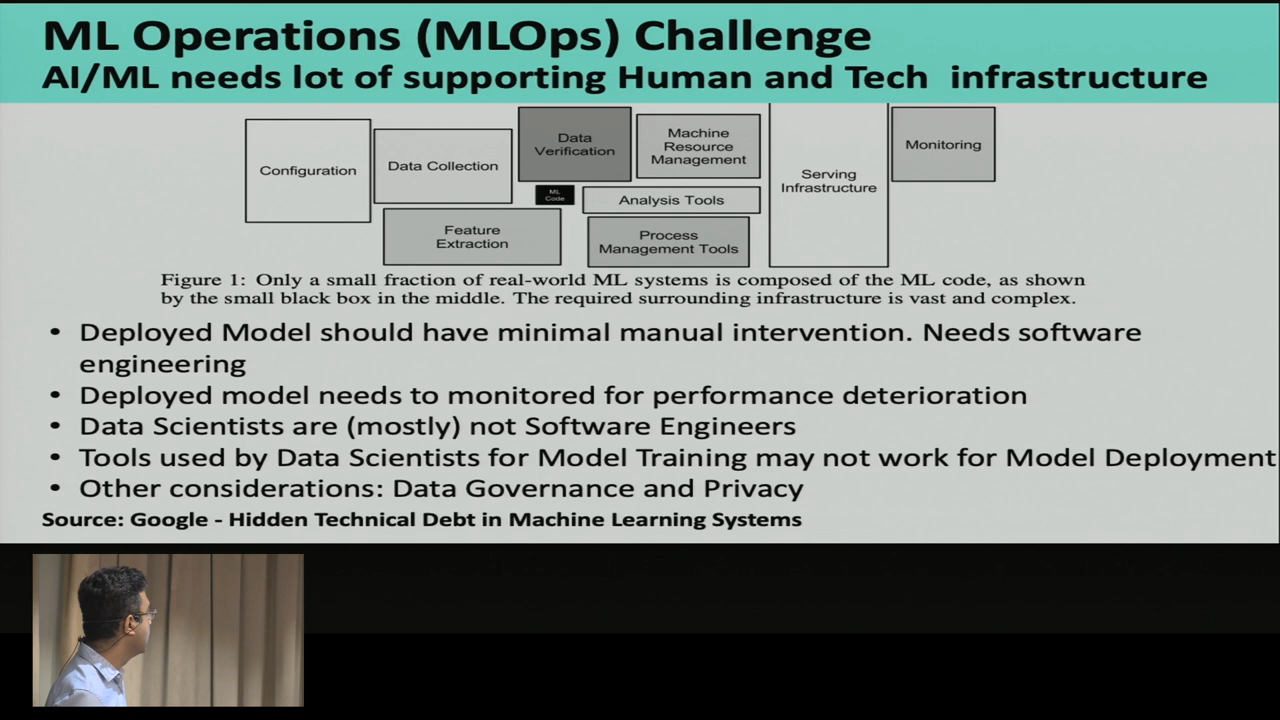 ML Operations (MLOps) Challenge
AI/ML needs lot of supporting Human and Tech infrastructure
Configuration
Data Collection
Data
Verification
Machine
Resource
Management
Serving
Infrastructure
Monitoring
ML
Code
Analysis Tools
Feature
Extraction
Process
Management Tools
Figure 1: Only a small fraction of real-world ML systems is composed of the ML code, as shown
by the small black box in the middle. The required surrounding infrastructure is vast and complex.
• Deployed Model should have minimal manual intervention. Needs software
engineering
• Deployed model needs to monitored for performance deterioration
• Data Scientists are (mostly) not Software Engineers
• Tools used by Data Scientists for Model Training may not work for Model Deployment
• Other considerations: Data Governance and Privacy
Source: Google - Hidden Technical Debt in Machine Learning Systems